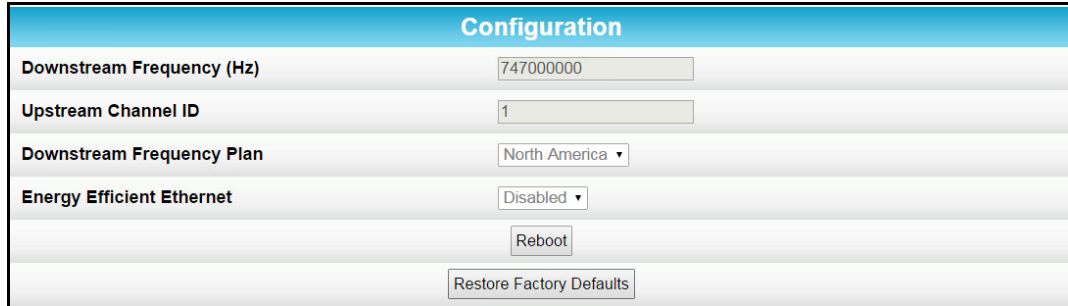 Configuration
Downstream Frequency (Hz) 747000000
Upstream Channel ID 1
Downstream Frequency Plan North America
Energy Efficient Ethernet Disabled
Reboot
Restore Factory Defaults